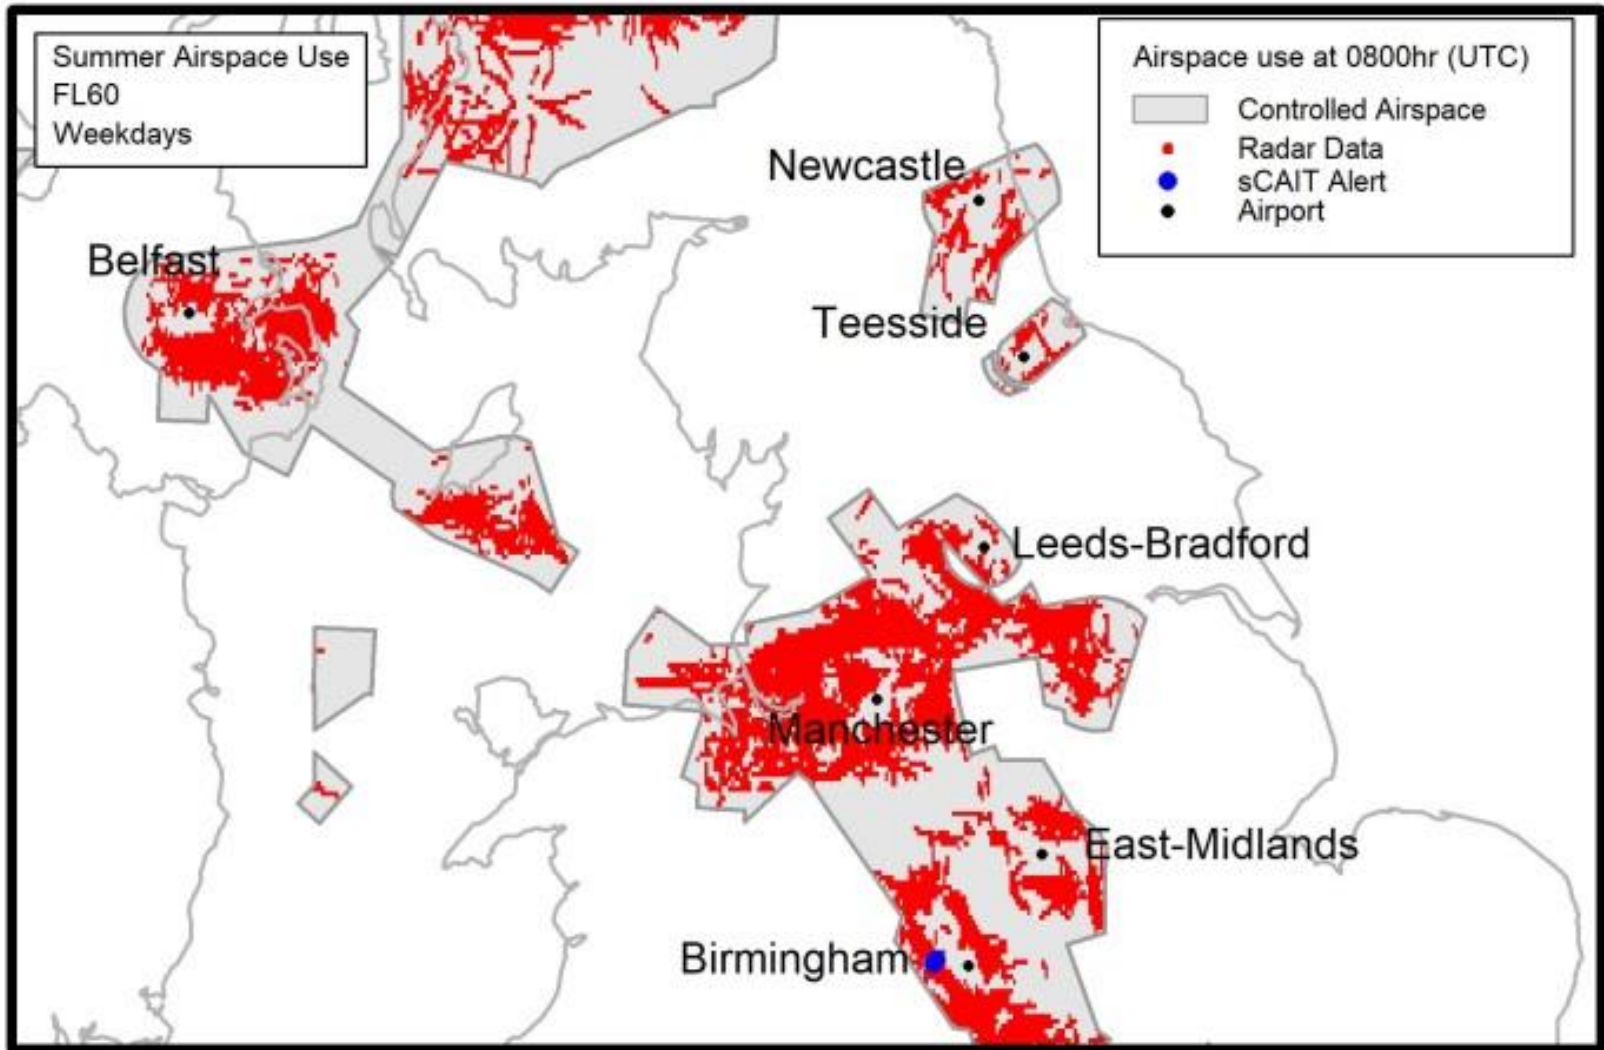 Summer Airspace Use
FL60
Weekdays
Airspace use at 0800hr (UTC)
Controlled Airspace
Radar Data
sCAIT Alert
Airport
Newcastle
Belfast
Teesside
Leeds-Bradford
Manchester
East-Midlands
Birmingham